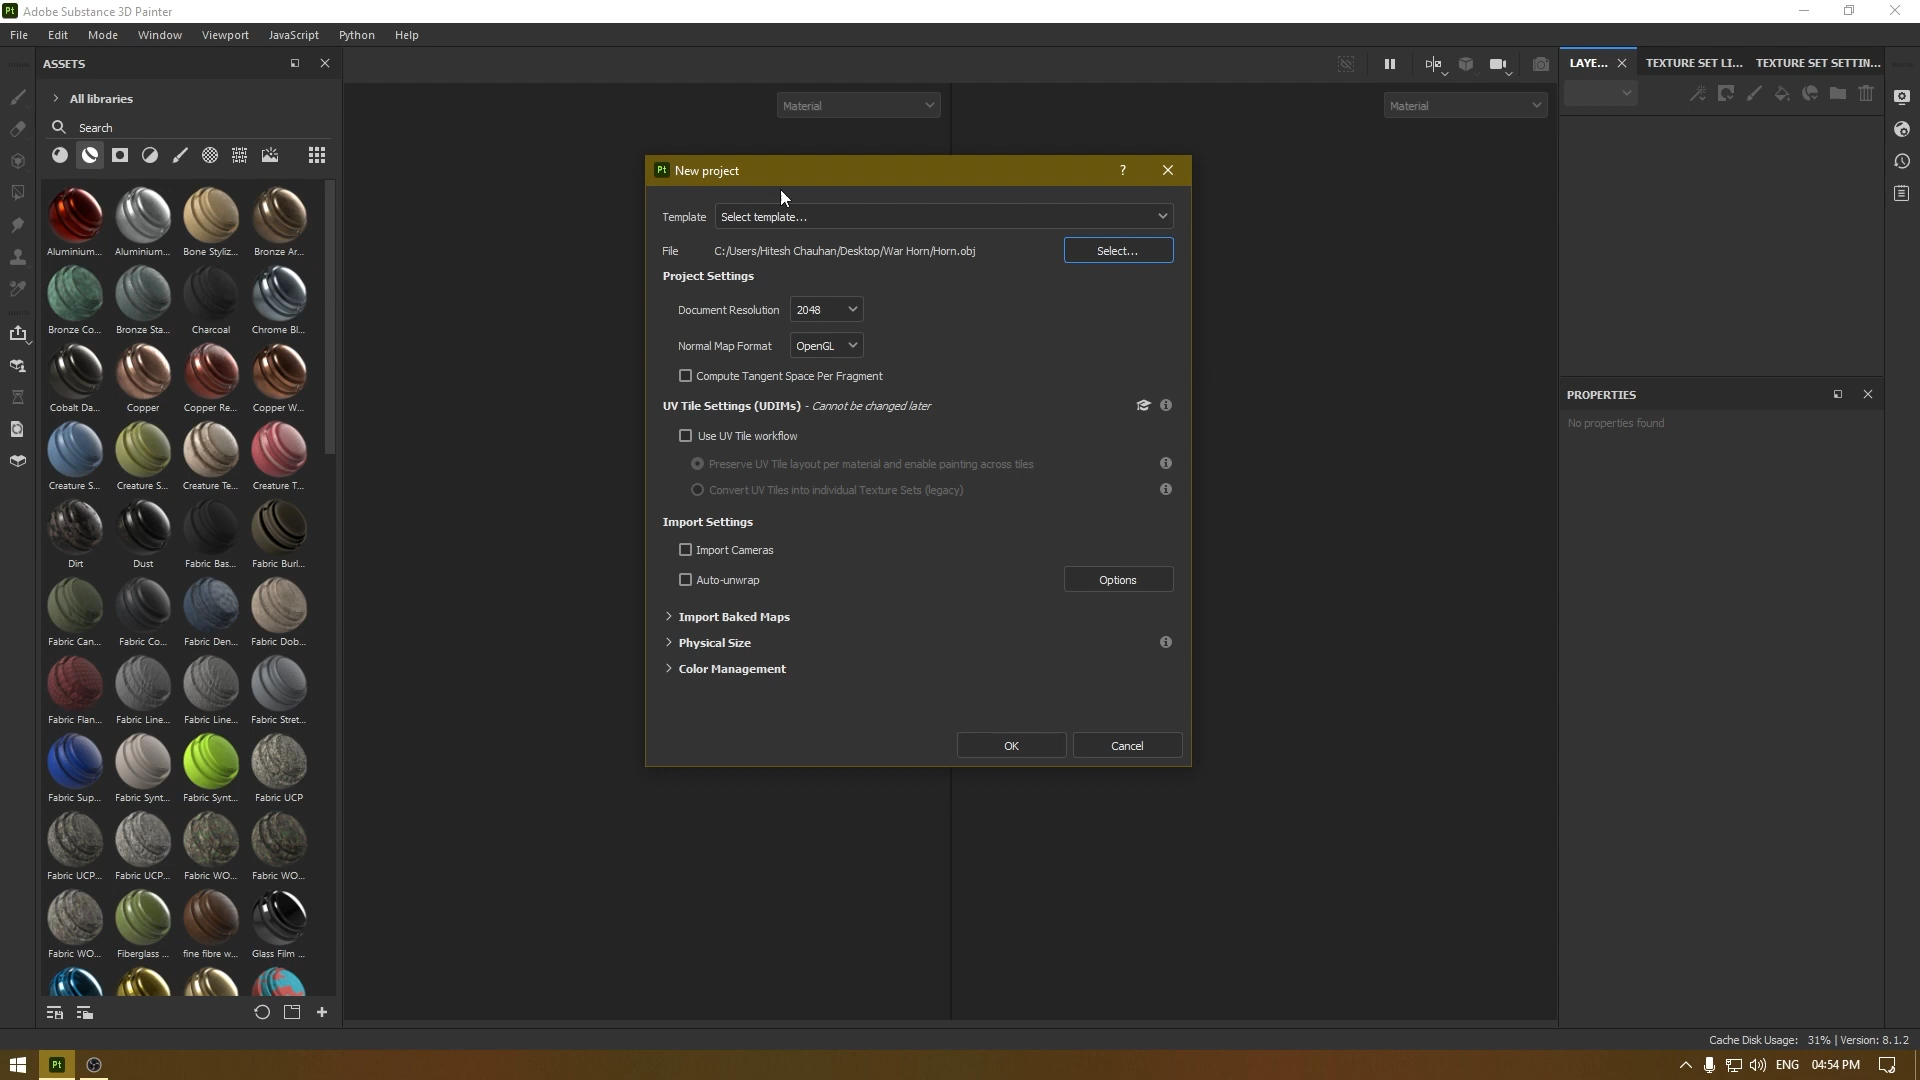 Pt Adobe Substance 3D Painter
File Edit Mode Window Viewport JavaScript Python Help
ASSETS
All libraries
Search
Aluminium... Aluminium... Bone Styliz... Bronze Ar...
Bronze Co... Bronze Sta... Charcoal Chrome Bl...
Cobalt Da... Copper Copper Re... Copper W...
Creature S... Creature S... Creature Te... Creature T...
Dirt Dust Fabric Bas... Fabric Burl...
Fabric Can... Fabric Co... Fabric Den... Fabric Dob...
Fabric Flan... Fabric Line... Fabric Line... Fabric Stret...
Fabric Sup... Fabric Synt... Fabric Synt... Fabric UCP
Fabric UCP... Fabric UCP... Fabric WO... Fabric WO...
Fabric WO... Fiberglass ... fine fibre w... Glass Film ...
Material
Material
Pt New project ?
Template Select template...
File C:/Users/Hitesh Chauhan/Desktop/War Horn/Horn.obj Select...
Project Settings
Document Resolution 2048
Normal Map Format OpenGL
Compute Tangent Space Per Fragment
UV Tile Settings (UDIMs) - Cannot be changed later
Use UV Tile workflow
Preserve UV Tile layout per material and enable painting across tiles
Convert UV Tiles into individual Texture Sets (legacy)
Import Settings
Import Cameras
Auto-unwrap Options
Import Baked Maps
Physical Size
Color Management
OK Cancel
LAYE... TEXTURE SET LI... TEXTURE SET SETTIN...
PROPERTIES
No properties found
Cache Disk Usage: 31% | Version: 8.1.2
Pt ENG 04:54 PM